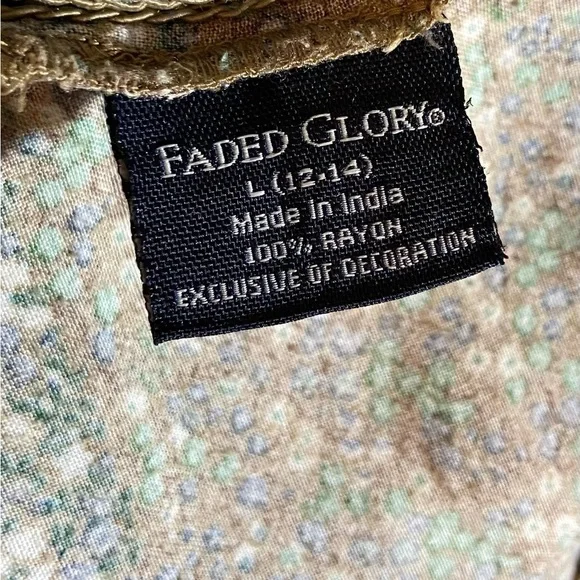 FADED GLORY®
L (12-14)
Made in India
100% RAYON
EXCLUSIVE OF DECORATION